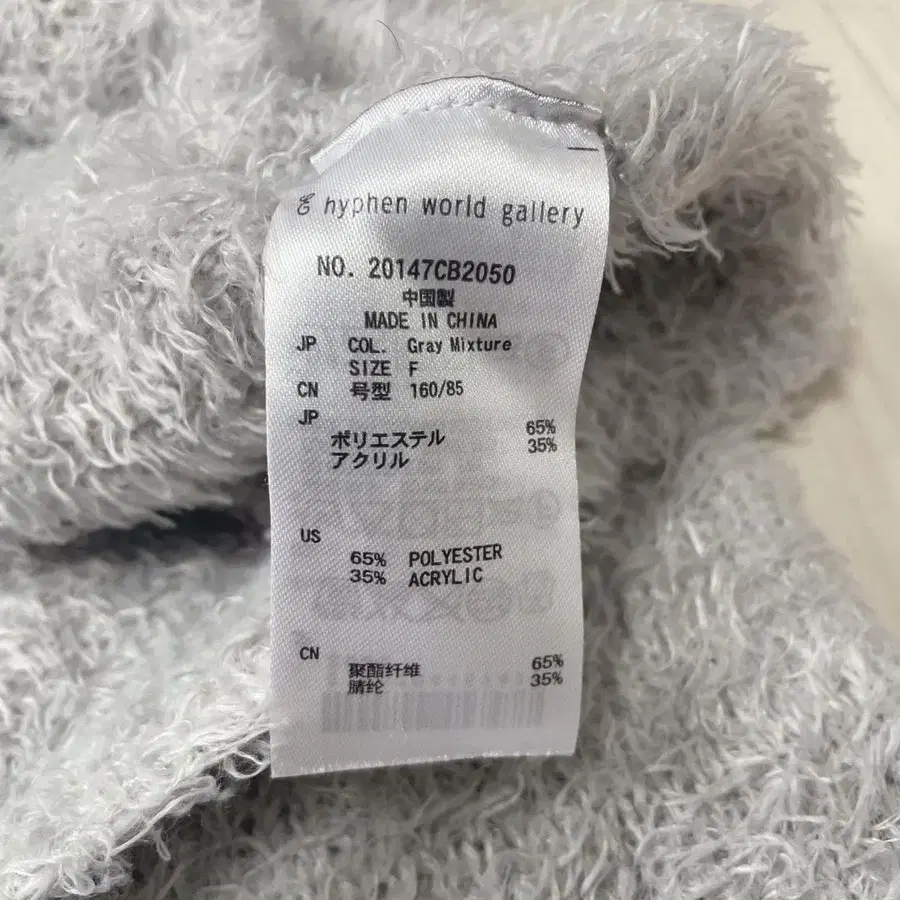 E hyphen world gallery
NO. 20147CB2050
中国製
MADE IN CHINA
JP COL. Gray Mixture
SIZE F
CN 号型 160/85
JP
ポリエステル 65%
アクリル 35%
US
65% POLYESTER
35% ACRYLIC
CN
聚酯纤维 65%
腈纶 35%